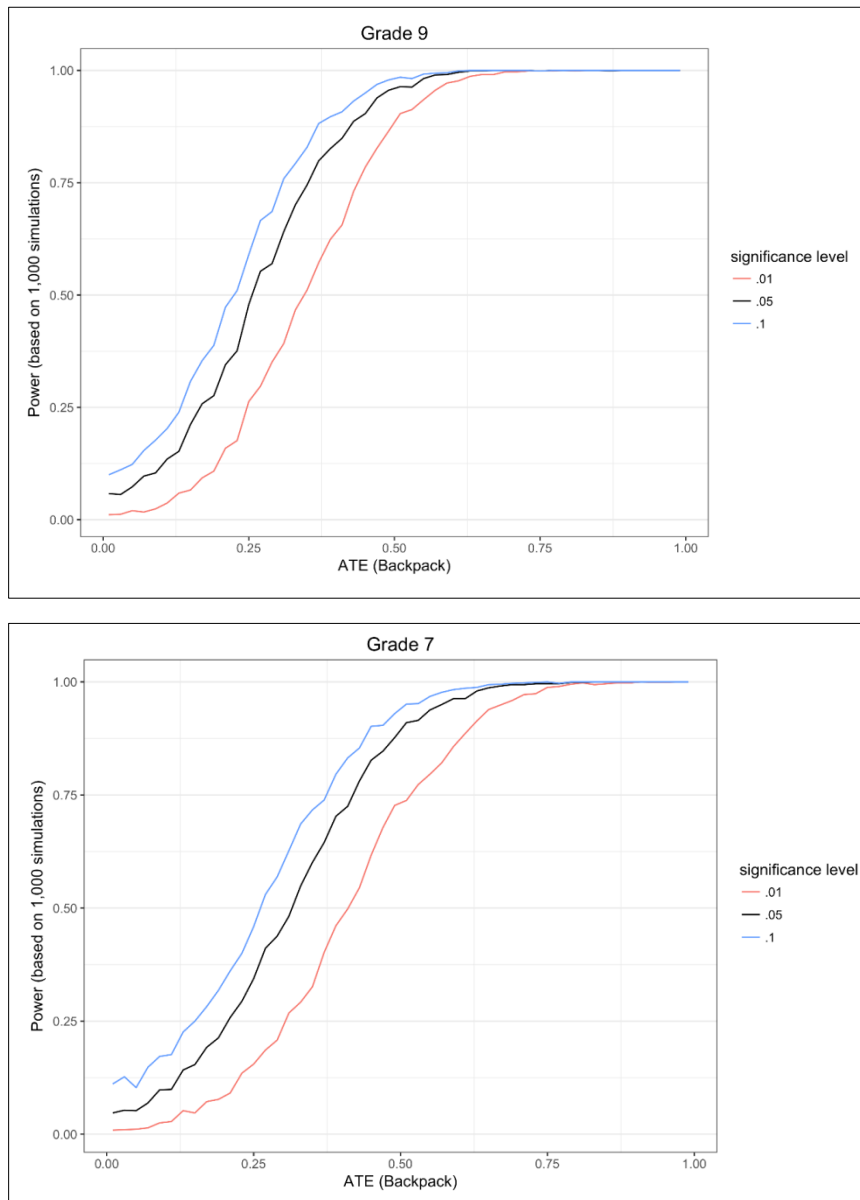 Grade 9
Power (based on 1,000 simulations)
1.00
0.75
0.50
0.25
0.00
0.00 0.25 0.50 0.75 1.00
ATE (Backpack)
significance level
.01
.05
.1
Grade 7
Power (based on 1,000 simulations)
1.00
0.75
0.50
0.25
0.00
0.00 0.25 0.50 0.75 1.00
ATE (Backpack)
significance level
.01
.05
.1